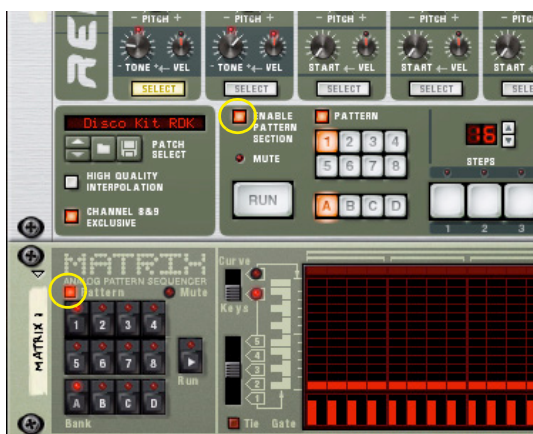 RE
- PITCH +
- PITCH +
- PITCH +
- PITCH +
- PITC
- TONE + ← VEL
- TONE + ← VEL
START ← VEL
START ← VEL
START
SELECT
SELECT
SELECT
SELECT
SELE
Disco Kit RDK
PATCH
SELECT
HIGH QUALITY
INTERPOLATION
CHANNEL 8&9
EXCLUSIVE
ENABLE
PATTERN
SECTION
MUTE
RUN
PATTERN
1 2 3 4
5 6 7 8
A B C D
16
STEPS
1 2 3
MATRIX
ANALOG PATTERN SEQUENCER
Pattern
Mute
1 2 3 4
5 6 7 8
A B C D
Bank
Run
MATRIX 1
Curve
Keys
5
4
3
2
1
Tie Gate